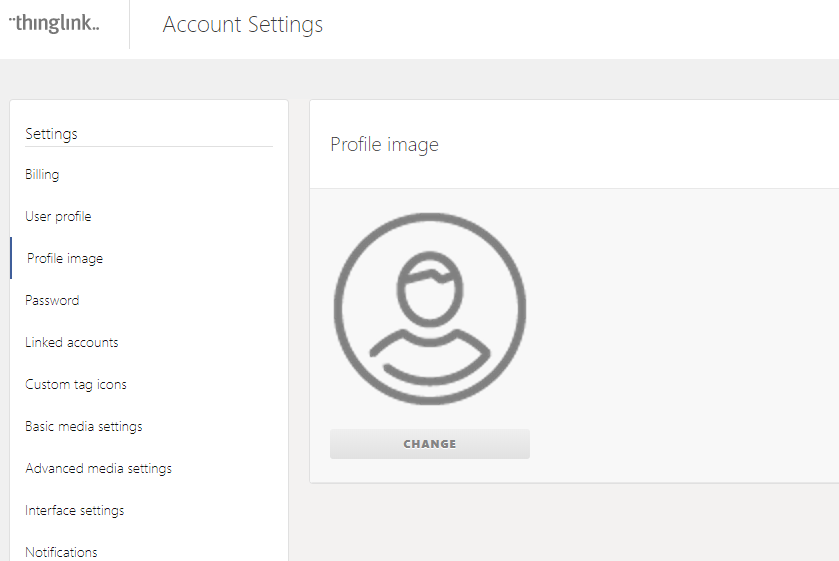 thinglink..
Account Settings
Settings
Billing
User profile
Profile image
Password
Linked accounts
Custom tag icons
Basic media settings
Advanced media settings
Interface settings
Notifications
Profile image
CHANGE